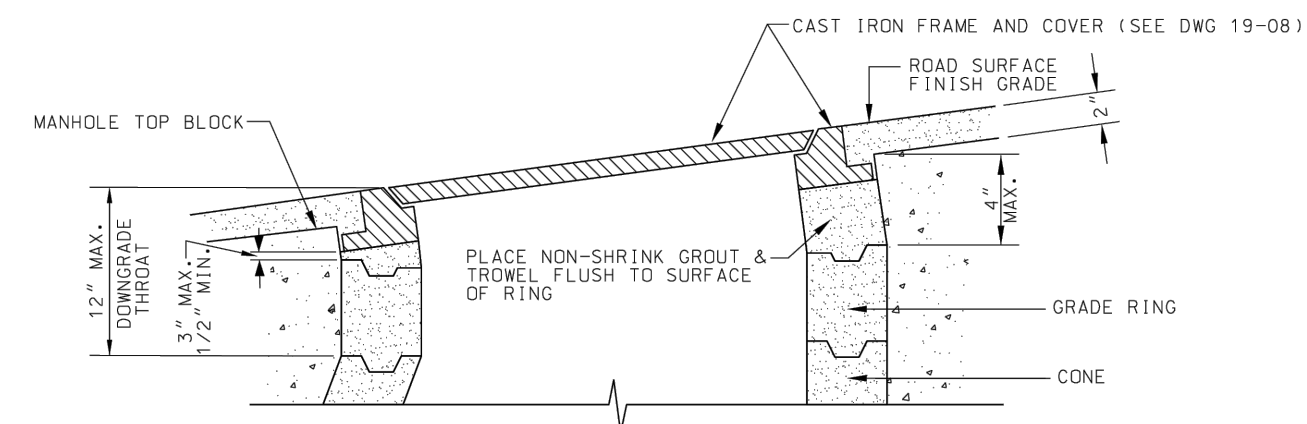 CAST IRON FRAME AND COVER (SEE DWG 19-08)
ROAD SURFACE
FINISH GRADE
2"
MANHOLE TOP BLOCK
4"
MAX.
12" MAX.
DOWNGRADE
THROAT
3" MAX.
1/2" MIN.
PLACE NON-SHRINK GROUT &
TROWEL FLUSH TO SURFACE
OF RING
GRADE RING
CONE